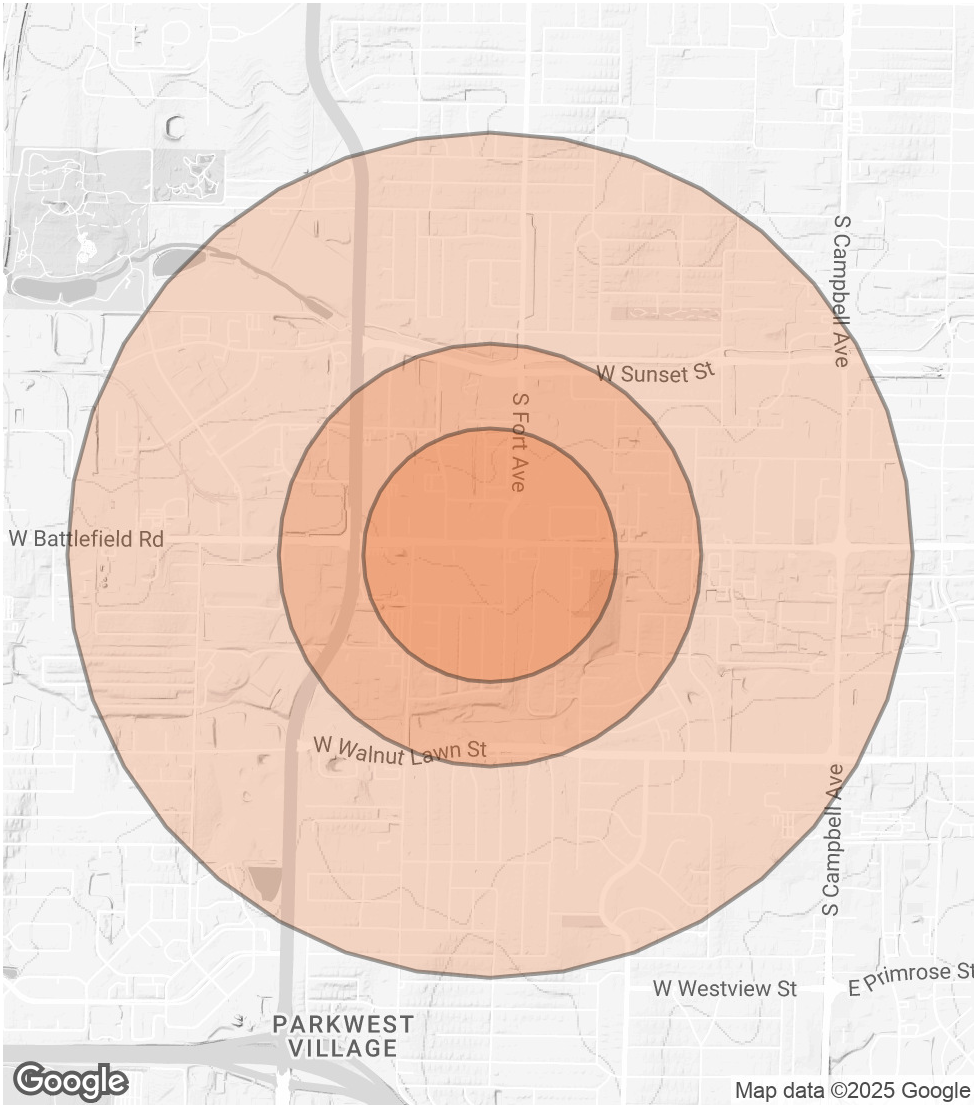 S Campbell Ave
W Sunset St
S Fort Ave
W Battlefield Rd
W Walnut Lawn St
S Campbell Ave
W Westview St
E Primrose St
PARKWEST
VILLAGE
Google
Map data ©2025 Google